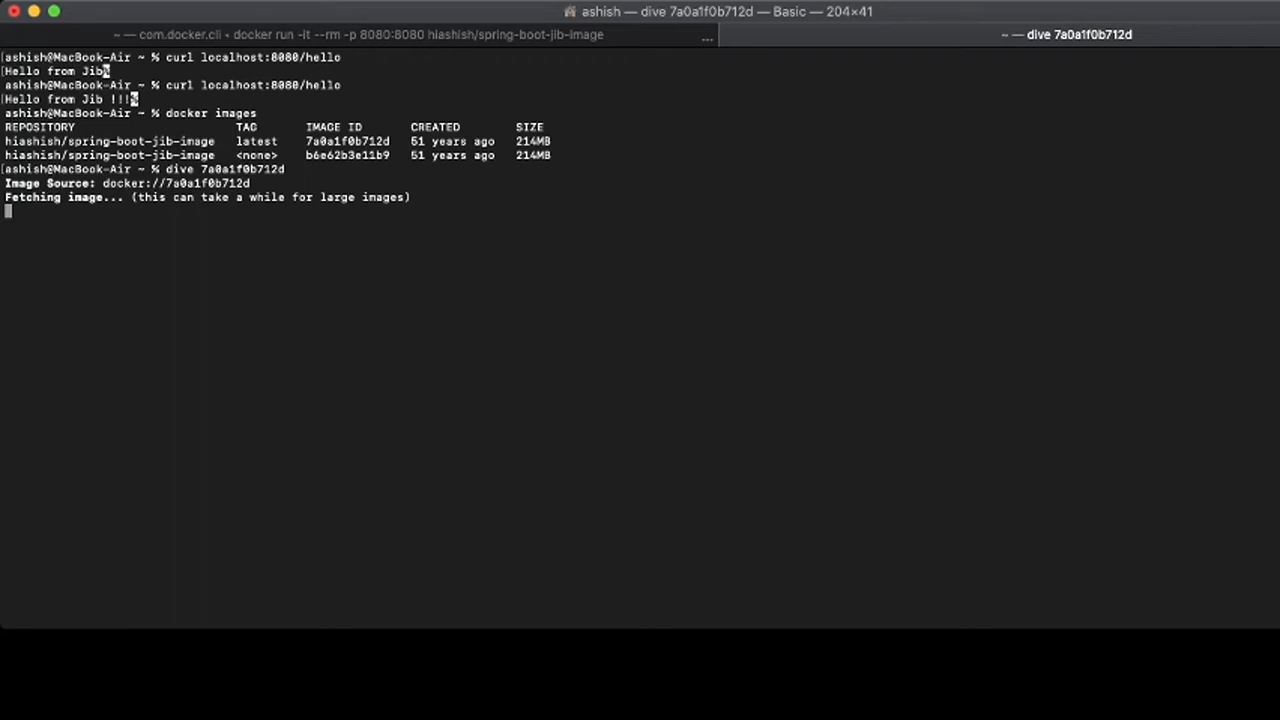 ashish — dive 7a0a1f0b712d — Basic — 204×41
~ — com.docker.cli • docker run -it --rm -p 8080:8080 hiashish/spring-boot-jib-image ... ~ — dive 7a0a1f0b712d
[ashish@MacBook-Air ~ % curl localhost:8080/hello
[Hello from Jib%
ashish@MacBook-Air ~ % curl localhost:8080/hello
[Hello from Jib !!!%
ashish@MacBook-Air ~ % docker images
REPOSITORY TAG IMAGE ID CREATED SIZE
hiashish/spring-boot-jib-image latest 7a0a1f0b712d 51 years ago 214MB
hiashish/spring-boot-jib-image <none> b6e62b3e11b9 51 years ago 214MB
[ashish@MacBook-Air ~ % dive 7a0a1f0b712d
Image Source: docker://7a0a1f0b712d
Fetching image... (this can take a while for large images)